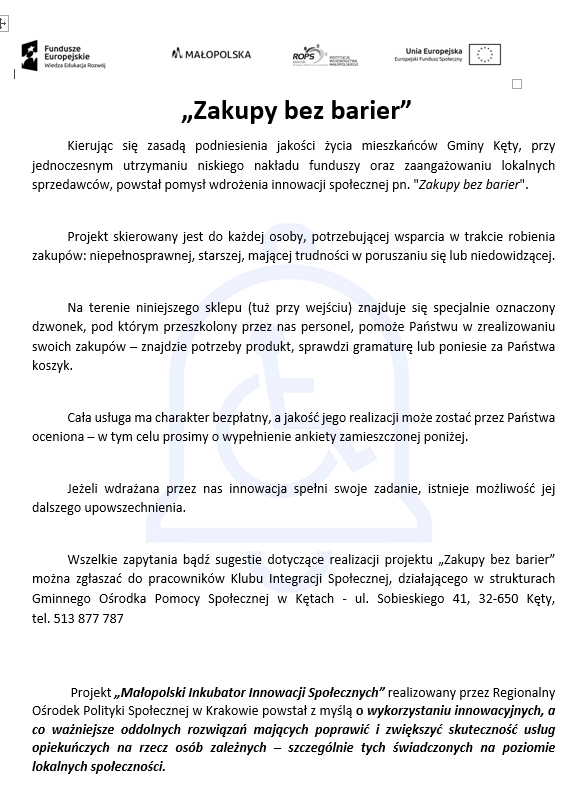 Fundusze
Europejskie
Wiedza Edukacja Rozwój
MAŁOPOLSKA
ROPS
KRAKÓW
INSTYTUCJA
WOJEWÓDZTWA
MAŁOPOLSKIEGO
Unia Europejska
Europejski Fundusz Społeczny
„Zakupy bez barier”
Kierując się zasadą podniesienia jakości życia mieszkańców Gminy Kęty, przy
jednoczesnym utrzymaniu niskiego nakładu funduszy oraz zaangażowaniu lokalnych
sprzedawców, powstał pomysł wdrożenia innowacji społecznej pn. "Zakupy bez barier".
Projekt skierowany jest do każdej osoby, potrzebującej wsparcia w trakcie robienia
zakupów: niepełnosprawnej, starszej, mającej trudności w poruszaniu się lub niedowidzącej.
Na terenie niniejszego sklepu (tuż przy wejściu) znajduje się specjalnie oznaczony
dzwonek, pod którym przeszkolony przez nas personel, pomoże Państwu w zrealizowaniu
swoich zakupów – znajdzie potrzeby produkt, sprawdzi gramaturę lub poniesie za Państwa
koszyk.
Cała usługa ma charakter bezpłatny, a jakość jego realizacji może zostać przez Państwa
oceniona – w tym celu prosimy o wypełnienie ankiety zamieszczonej poniżej.
Jeżeli wdrażana przez nas innowacja spełni swoje zadanie, istnieje możliwość jej
dalszego upowszechnienia.
Wszelkie zapytania bądź sugestie dotyczące realizacji projektu „Zakupy bez barier”
można zgłaszać do pracowników Klubu Integracji Społecznej, działającego w strukturach
Gminnego Ośrodka Pomocy Społecznej w Kętach - ul. Sobieskiego 41, 32-650 Kęty,
tel. 513 877 787
Projekt „Małopolski Inkubator Innowacji Społecznych” realizowany przez Regionalny
Ośrodek Polityki Społecznej w Krakowie powstał z myślą o wykorzystaniu innowacyjnych, a
co ważniejsze oddolnych rozwiązań mających poprawić i zwiększyć skuteczność usług
opiekuńczych na rzecz osób zależnych – szczególnie tych świadczonych na poziomie
lokalnych społeczności.